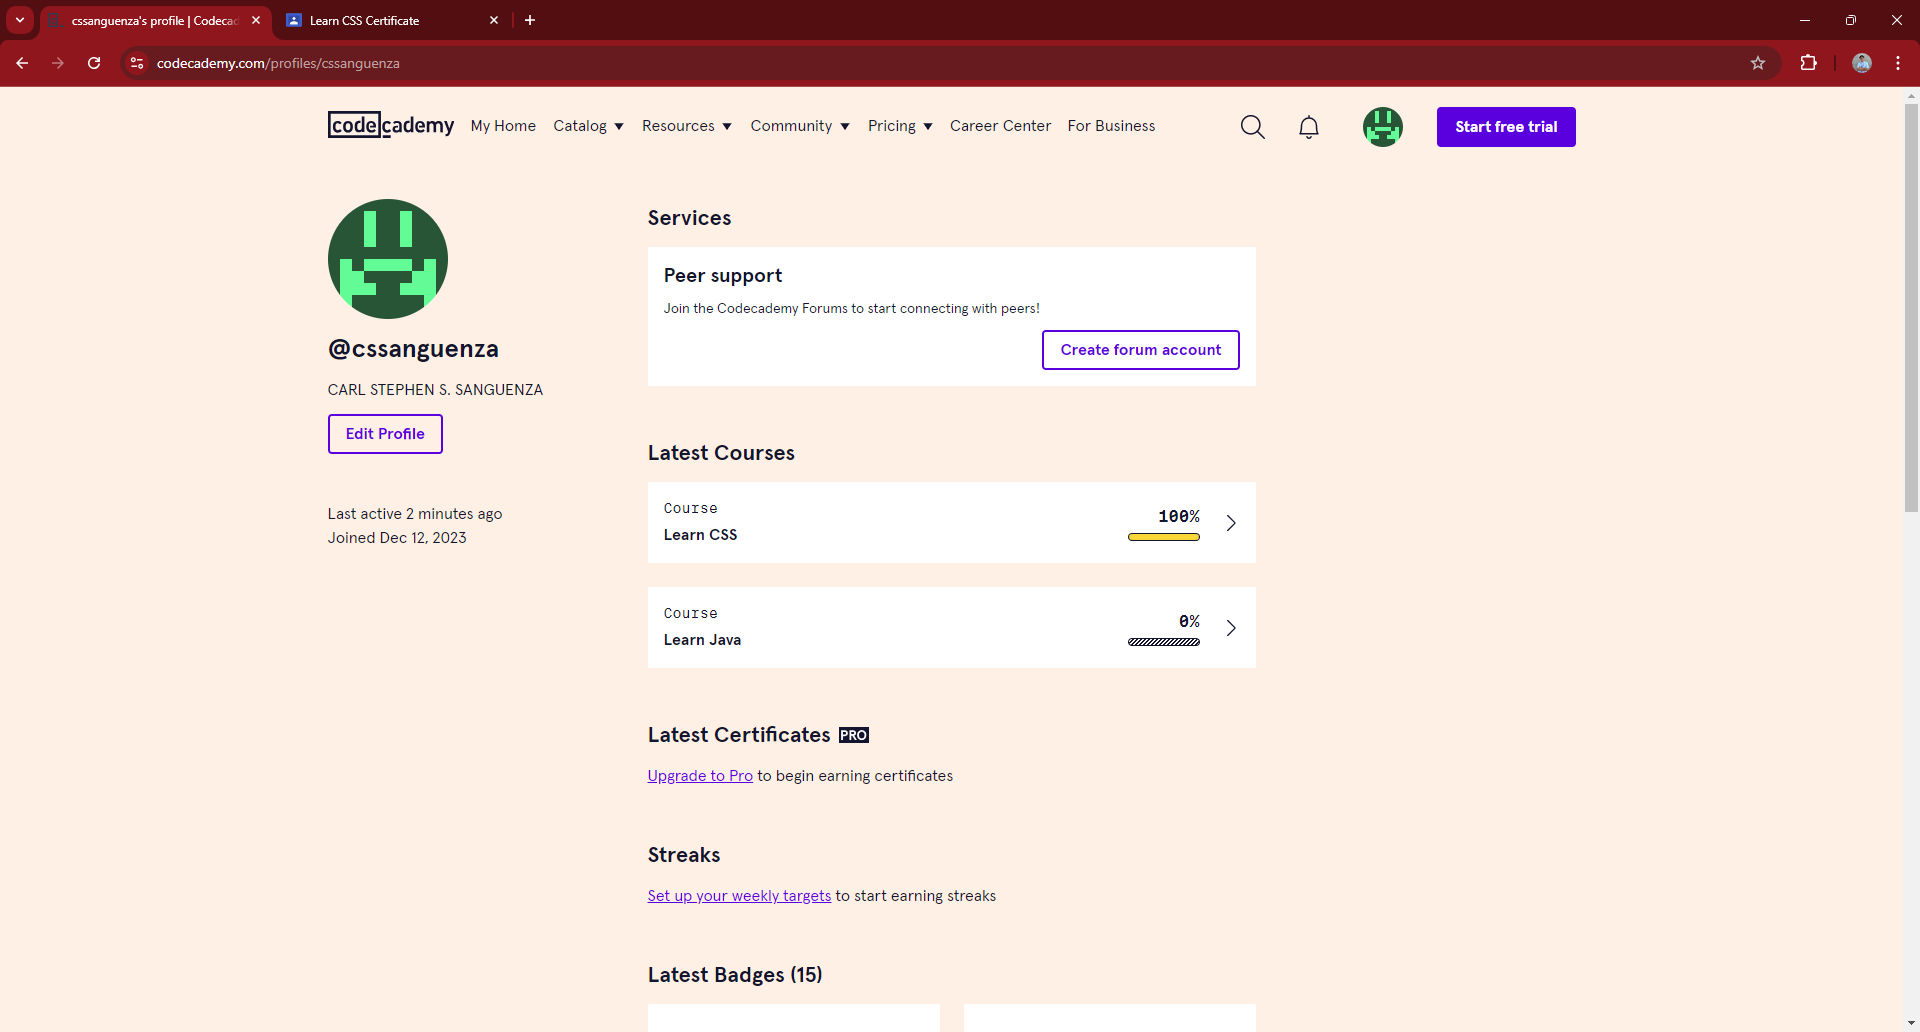 cssanguenza's profile | Codecad
Learn CSS Certificate
codecademy.com/profiles/cssanguenza
codecademy
My Home
Catalog
Resources
Community
Pricing
Career Center
For Business
Start free trial
@cssanguenza
CARL STEPHEN S. SANGUENZA
Edit Profile
Last active 2 minutes ago
Joined Dec 12, 2023
Services
Peer support
Join the Codecademy Forums to start connecting with peers!
Create forum account
Latest Courses
Course
Learn CSS
100%
Course
Learn Java
0%
Latest Certificates PRO
Upgrade to Pro to begin earning certificates
Streaks
Set up your weekly targets to start earning streaks
Latest Badges (15)